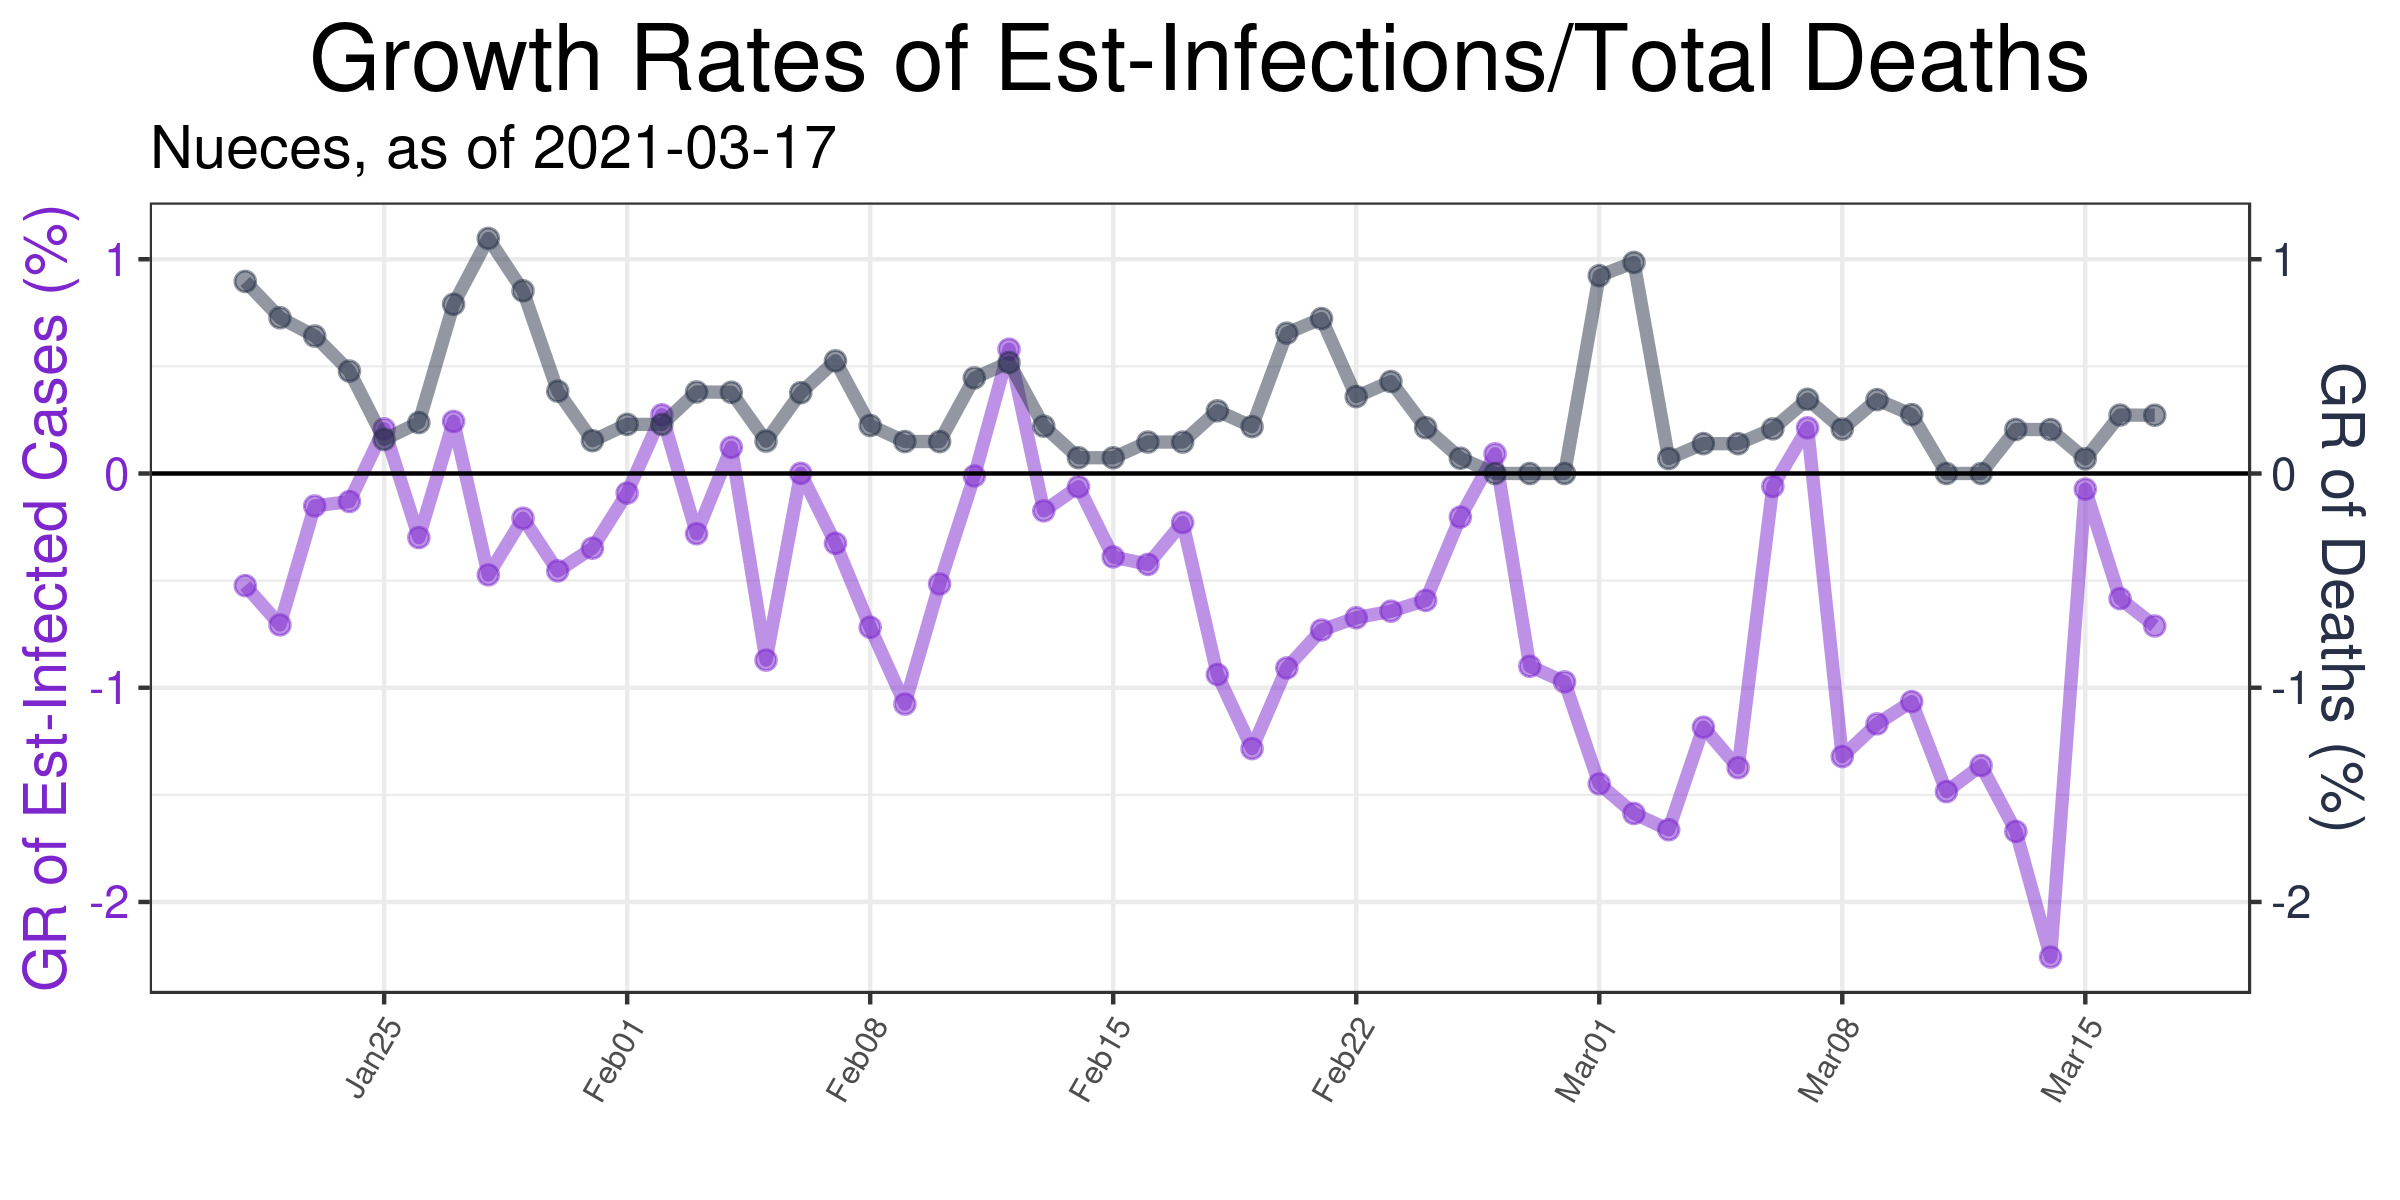 Growth Rates of Est-Infections/Total Deaths
Nueces, as of 2021-03-17
GR of Est-Infected Cases (%)
1
0
-1
-2
1
0
-1
-2
GR of Deaths (%)
Jan25
Feb01
Feb08
Feb15
Feb22
Mar01
Mar08
Mar15